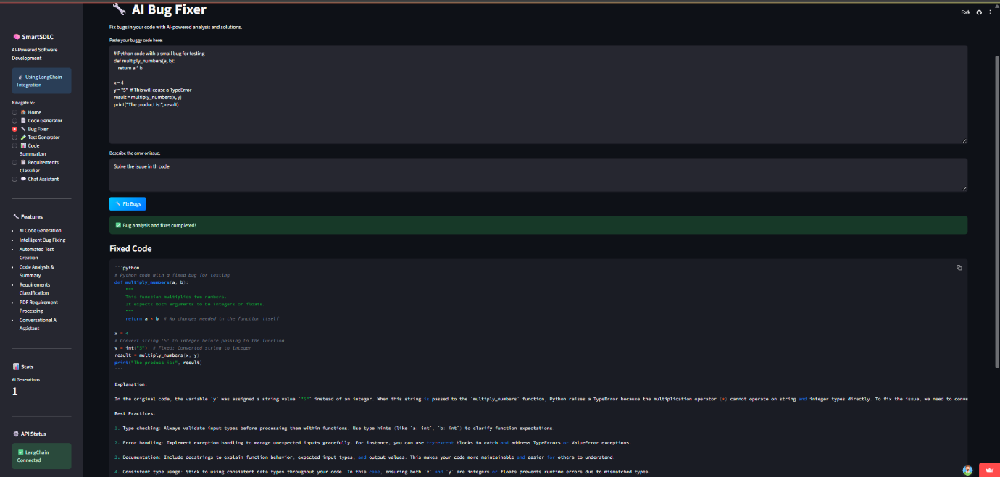 🧠 SmartSDLC
AI-Powered Software
Development
Using LangChain
Integration
Navigate to:
Home
Code Generator
Bug Fixer
Test Generator
Code
Summarizer
Requirements
Classifier
Chat Assistant
Features
AI Code Generation
Intelligent Bug Fixing
Automated Test
Creation
Code Analysis &
Summary
Requirements
Classification
PDF Requirement
Processing
Conversational AI
Assistant
Stats
AI Generations
1
API Status
✅ LangChain
Connected
Fork
AI Bug Fixer
Fix bugs in your code with AI-powered analysis and solutions.
Paste your buggy code here:
# Python code with a small bug for testing
def multiply_numbers(a, b):
    return a * b
x = 4
y = "5"  # This will cause a TypeError
result = multiply_numbers(x, y)
print("The product is:", result)
Describe the error or issue:
Solve the isuue in th code
Fix Bugs
✅ Bug analysis and fixes completed!
Fixed Code
```python
# Python code with a fixed bug for testing
def multiply_numbers(a, b):
    """
    This function multiplies two numbers.
    It expects both arguments to be integers or floats.
    """
    return a * b  # No changes needed in the function itself
x = 4
# Convert string '5' to integer before passing to the function
y = int("5")  # Fixed: Converted string to integer
result = multiply_numbers(x, y)
print("The product is:", result)
```
Explanation:
In the original code, the variable `y` was assigned a string value `"5"` instead of an integer. When this string is passed to the `multiply_numbers` function, Python raises a TypeError because the multiplication operator (*) cannot operate on string and integer types directly. To fix the issue, we need to conve
Best Practices:
1. Type checking: Always validate input types before processing them within functions. Use type hints (like `a: int`, `b: int`) to clarify function expectations.
2. Error handling: Implement exception handling to manage unexpected inputs gracefully. For instance, you can use try-except blocks to catch and address TypeErrors or ValueError exceptions.
3. Documentation: Include docstrings to explain function behavior, expected input types, and output values. This makes your code more maintainable and easier for others to understand.
4. Consistent type usage: Stick to using consistent data types throughout your code. In this case, ensuring both `x` and `y` are integers or floats prevents runtime errors due to mismatched types.